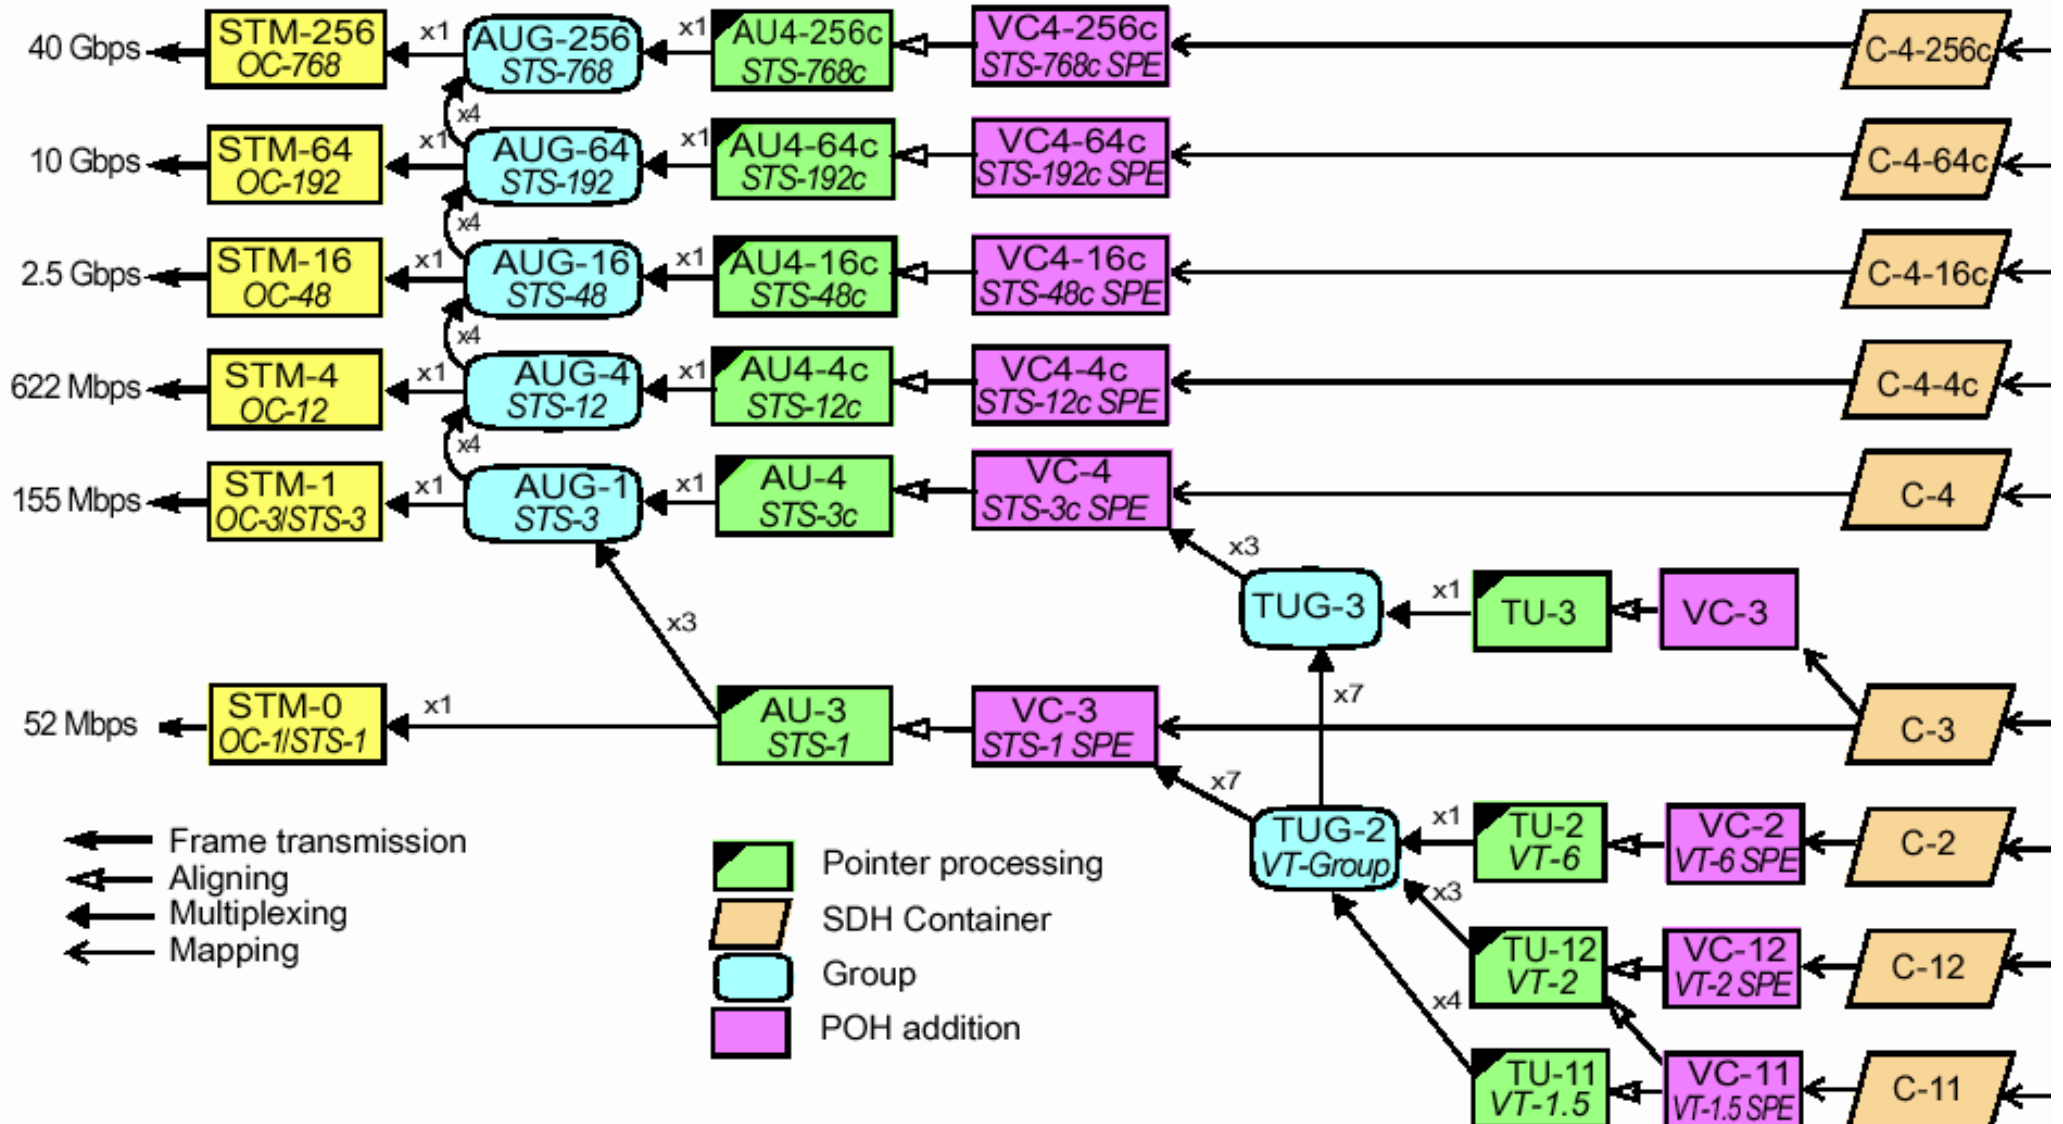 40 Gbps
STM-256
OC-768
x1
AUG-256
STS-768
x1
AU4-256c
STS-768c
VC4-256c
STS-768c SPE
C-4-256c
x4
10 Gbps
STM-64
OC-192
x1
AUG-64
STS-192
x1
AU4-64c
STS-192c
VC4-64c
STS-192c SPE
C-4-64c
x4
2.5 Gbps
STM-16
OC-48
x1
AUG-16
STS-48
x1
AU4-16c
STS-48c
VC4-16c
STS-48c SPE
C-4-16c
x4
622 Mbps
STM-4
OC-12
x1
AUG-4
STS-12
x1
AU4-4c
STS-12c
VC4-4c
STS-12c SPE
C-4-4c
x4
155 Mbps
STM-1
OC-3/STS-3
x1
AUG-1
STS-3
x1
AU-4
STS-3c
VC-4
STS-3c SPE
C-4
x3
TUG-3
x1
TU-3
VC-3
x3
x7
52 Mbps
STM-0
OC-1/STS-1
x1
AU-3
STS-1
VC-3
STS-1 SPE
C-3
x7
TUG-2
VT-Group
x1
TU-2
VT-6
VC-2
VT-6 SPE
C-2
x3
TU-12
VT-2
VC-12
VT-2 SPE
C-12
x4
TU-11
VT-1.5
VC-11
VT-1.5 SPE
C-11
Frame transmission
Aligning
Multiplexing
Mapping
Pointer processing
SDH Container
Group
POH addition